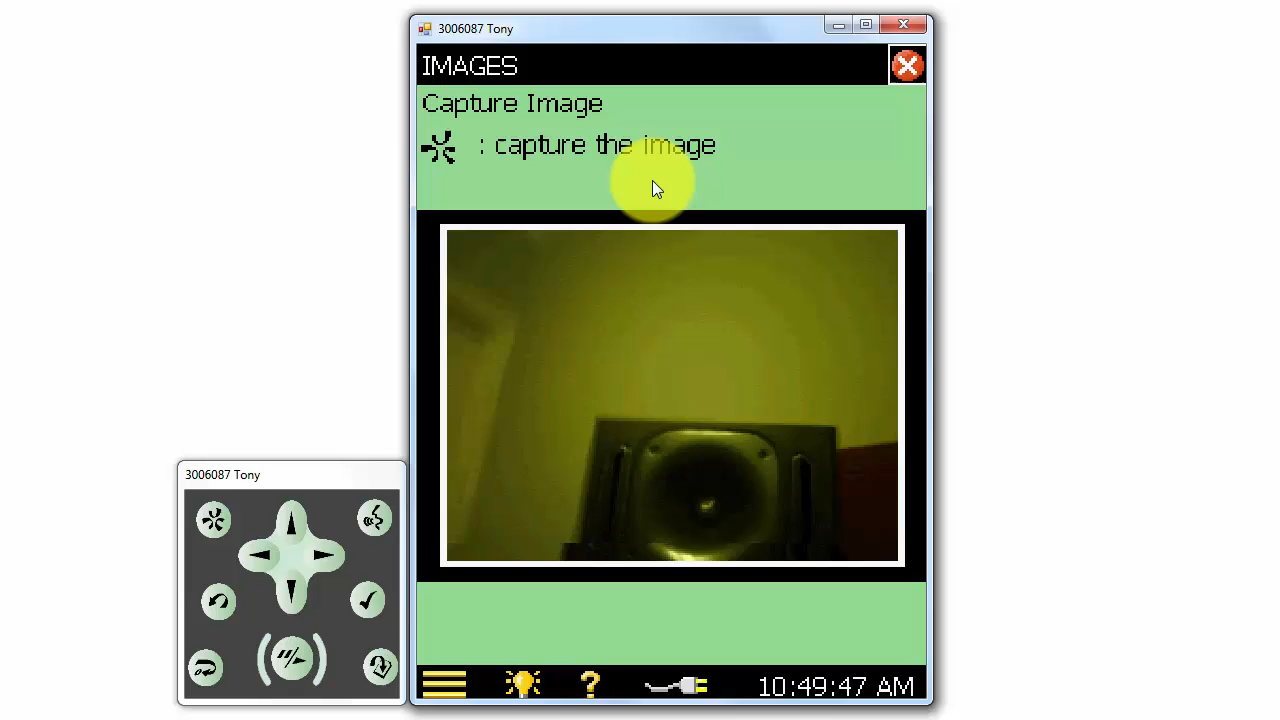 3006087 Tony
IMAGES
Capture Image
: capture the image
3006087 Tony
?
10:49:47 AM